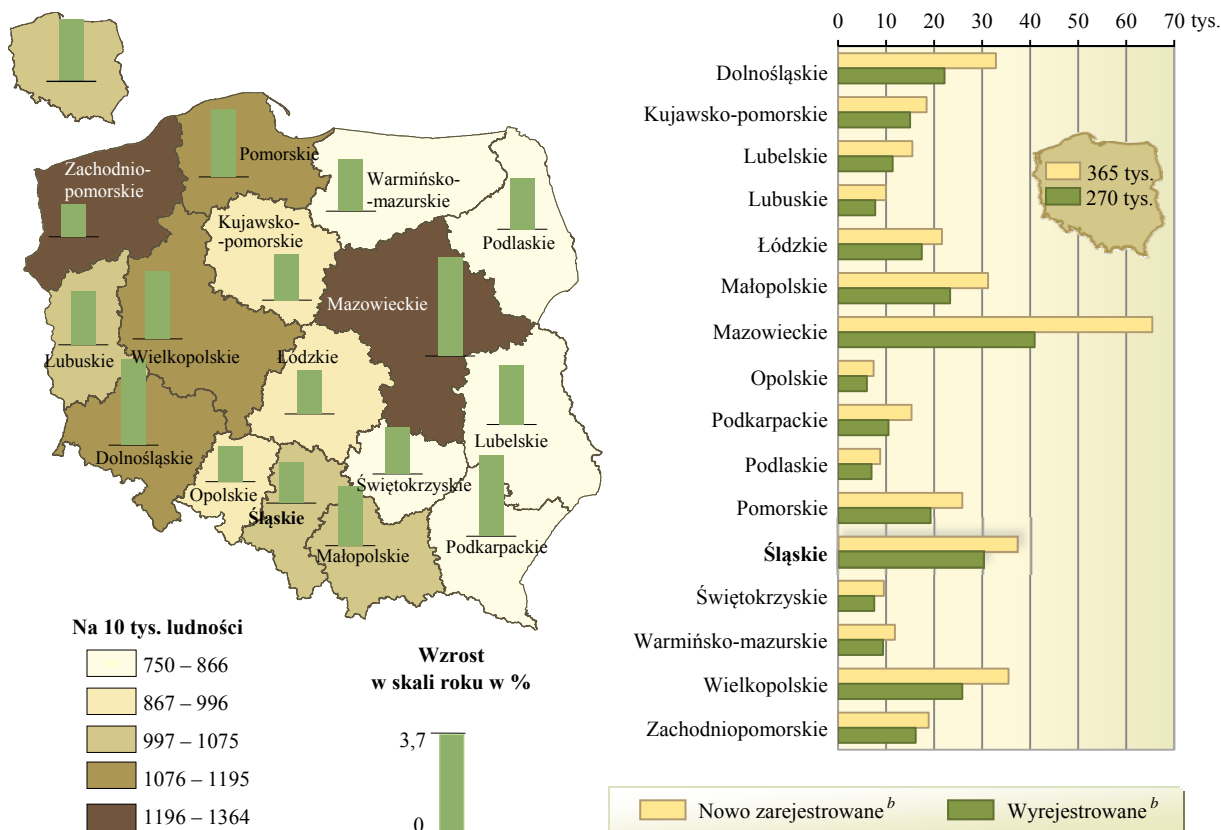 Zachodnio-
pomorskie
Pomorskie
Warmińsko-
-mazurskie
Podlaskie
Kujawsko-
-pomorskie
Mazowieckie
Łubuskie
Wielkopolskie
Łódzkie
Dolnośląskie
Lubelskie
Opolskie
Śląskie
Świętokrzyskie
Małopolskie
Podkarpackie
Na 10 tys. ludności
750 – 866
867 – 996
997 – 1075
1076 – 1195
1196 – 1364
Wzrost
w skali roku w %
3,7
0
0 10 20 30 40 50 60 70 tys.
Dolnośląskie
Kujawsko-pomorskie
Lubelskie
Lubuskie
Łódzkie
Małopolskie
Mazowieckie
Opolskie
Podkarpackie
Podlaskie
Pomorskie
Śląskie
Świętokrzyskie
Warmińsko-mazurskie
Wielkopolskie
Zachodniopomorskie
365 tys.
270 tys.
Nowo zarejestrowane b Wyrejestrowane b